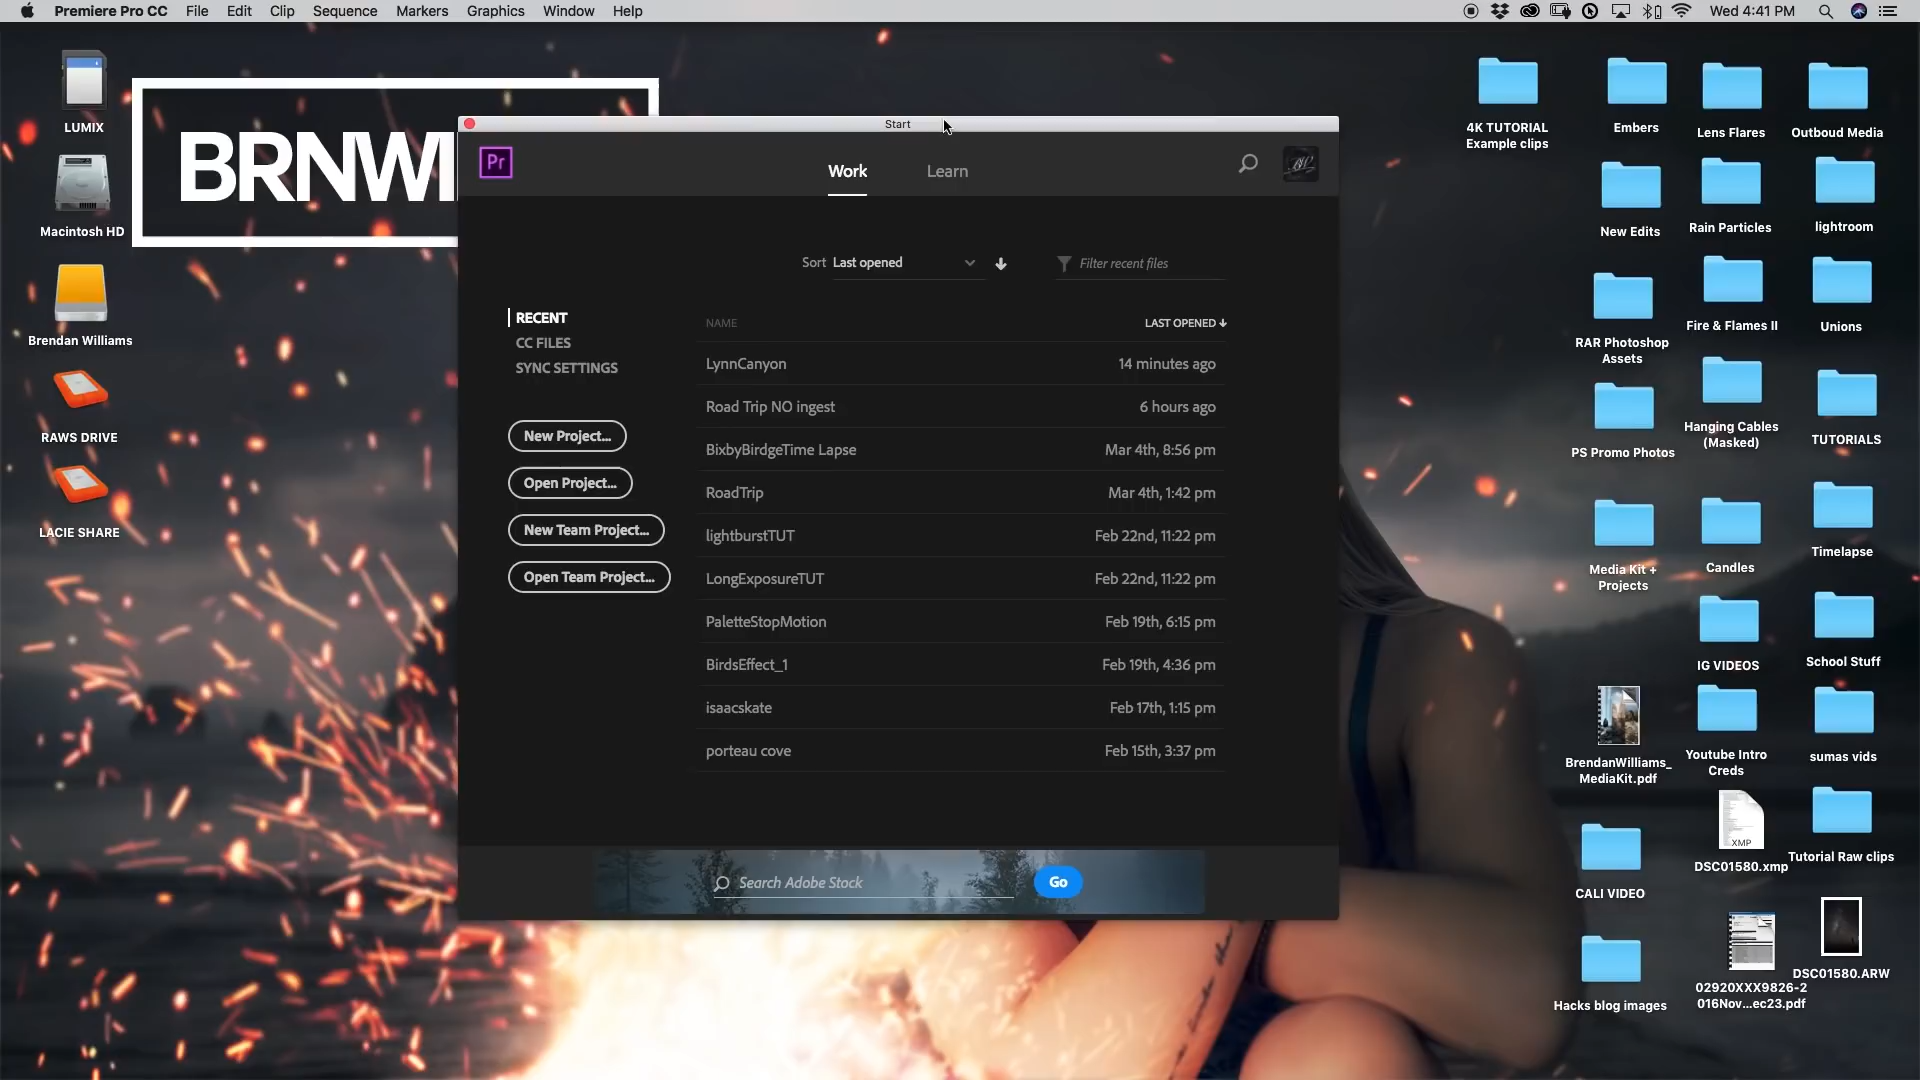 Premiere Pro CC File Edit Clip Sequence Markers Graphics Window Help Wed 4:41 PM
LUMIX
Macintosh HD
Brendan Williams
RAWS DRIVE
LACIE SHARE
BRNWI
Start
Pr
Work Learn
Sort Last opened Filter recent files
RECENT
CC FILES
SYNC SETTINGS
New Project...
Open Project...
New Team Project...
Open Team Project...
NAME LAST OPENED
LynnCanyon 14 minutes ago
Road Trip NO ingest 6 hours ago
BixbyBirdgeTime Lapse Mar 4th, 8:56 pm
RoadTrip Mar 4th, 1:42 pm
lightburstTUT Feb 22nd, 11:22 pm
LongExposureTUT Feb 22nd, 11:22 pm
PaletteStopMotion Feb 19th, 6:15 pm
BirdsEffect_1 Feb 19th, 4:36 pm
isaacskate Feb 17th, 1:15 pm
porteau cove Feb 15th, 3:37 pm
Search Adobe Stock Go
4K TUTORIAL
Example clips
Embers
Lens Flares
Outboud Media
New Edits
Rain Particles
lightroom
RAR Photoshop
Assets
Fire & Flames II
Unions
PS Promo Photos
Hanging Cables
(Masked)
TUTORIALS
Media Kit +
Projects
Candles
Timelapse
IG VIDEOS
School Stuff
BrendanWilliams_
MediaKit.pdf
Youtube Intro
Creds
sumas vids
XMP
DSC01580.xmp
Tutorial Raw clips
CALI VIDEO
02920XXX9826-2
016Nov...ec23.pdf
DSC01580.ARW
Hacks blog images